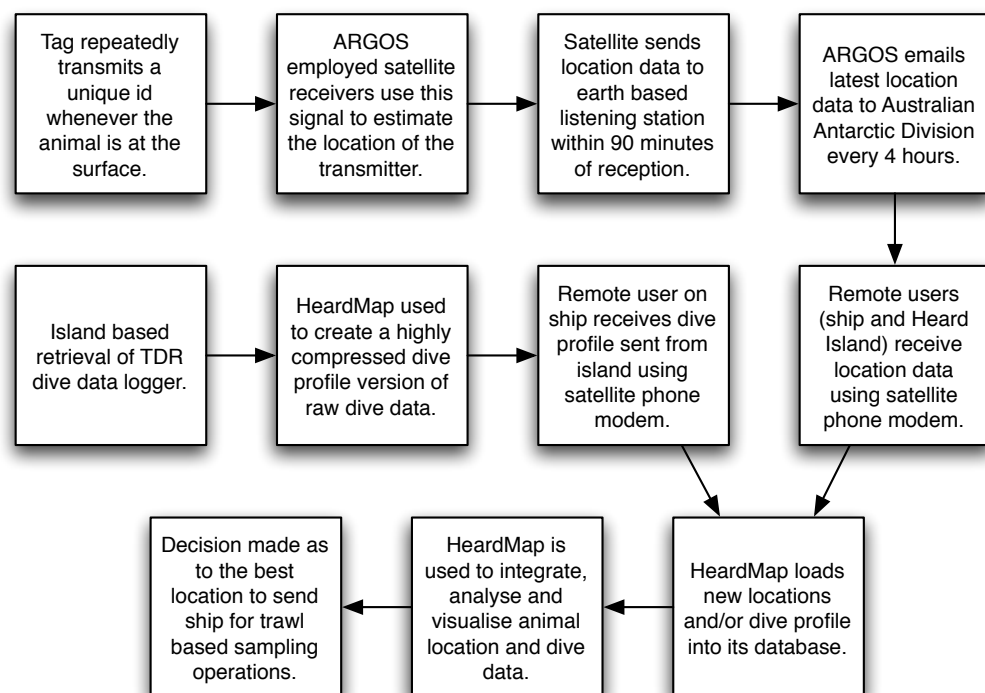 Tag repeatedly
transmits a
unique id
whenever the
animal is at the
surface.
ARGOS
employed satellite
receivers use this
signal to estimate
the location of the
transmitter.
Satellite sends
location data to
earth based
listening station
within 90 minutes
of reception.
ARGOS emails
latest location
data to Australian
Antarctic Division
every 4 hours.
Island based
retrieval of TDR
dive data logger.
HeardMap used
to create a highly
compressed dive
profile version of
raw dive data.
Remote user on
ship receives dive
profile sent from
island using
satellite phone
modem.
Remote users
(ship and Heard
Island) receive
location data
using satellite
phone modem.
Decision made as
to the best
location to send
ship for trawl
based sampling
operations.
HeardMap is
used to integrate,
analyse and
visualise animal
location and dive
data.
HeardMap loads
new locations
and/or dive profile
into its database.